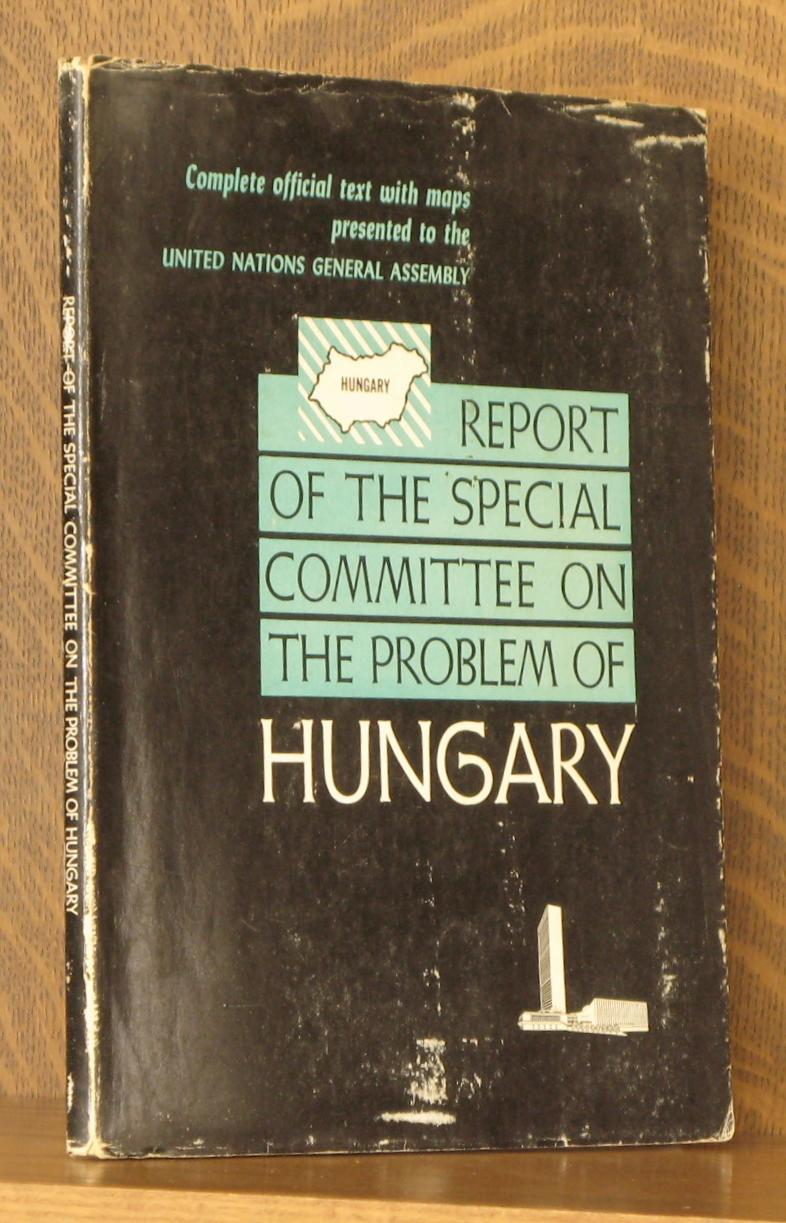 Complete official text with maps
presented to the
UNITED NATIONS GENERAL ASSEMBLY
HUNGARY
REPORT
OF THE SPECIAL
COMMITTEE ON
THE PROBLEM OF
HUNGARY
REPORT OF THE SPECIAL COMMITTEE ON THE PROBLEM OF HUNGARY